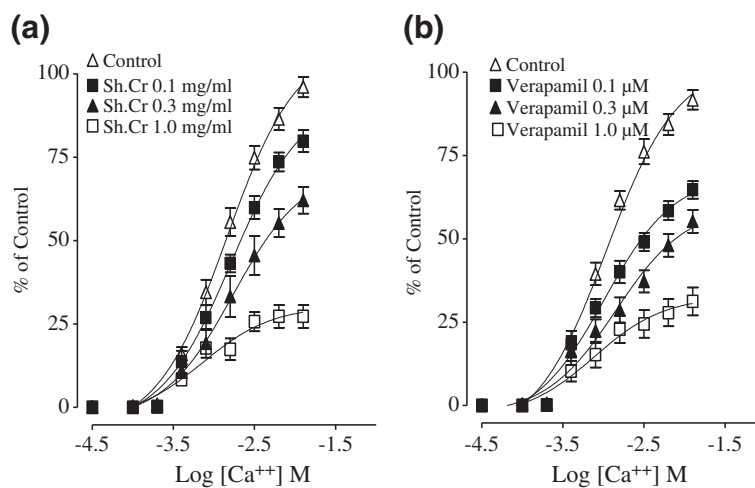 (a)
△ Control
■ Sh.Cr 0.1 mg/ml
▲ Sh.Cr 0.3 mg/ml
□ Sh.Cr 1.0 mg/ml
100
75
50
25
0
% of Control
-4.5 -3.5 -2.5 -1.5
Log [Ca⁺⁺] M
(b)
△ Control
■ Verapamil 0.1 µM
▲ Verapamil 0.3 µM
□ Verapamil 1.0 µM
100
75
50
25
0
% of Control
-4.5 -3.5 -2.5 -1.5
Log [Ca⁺⁺] M